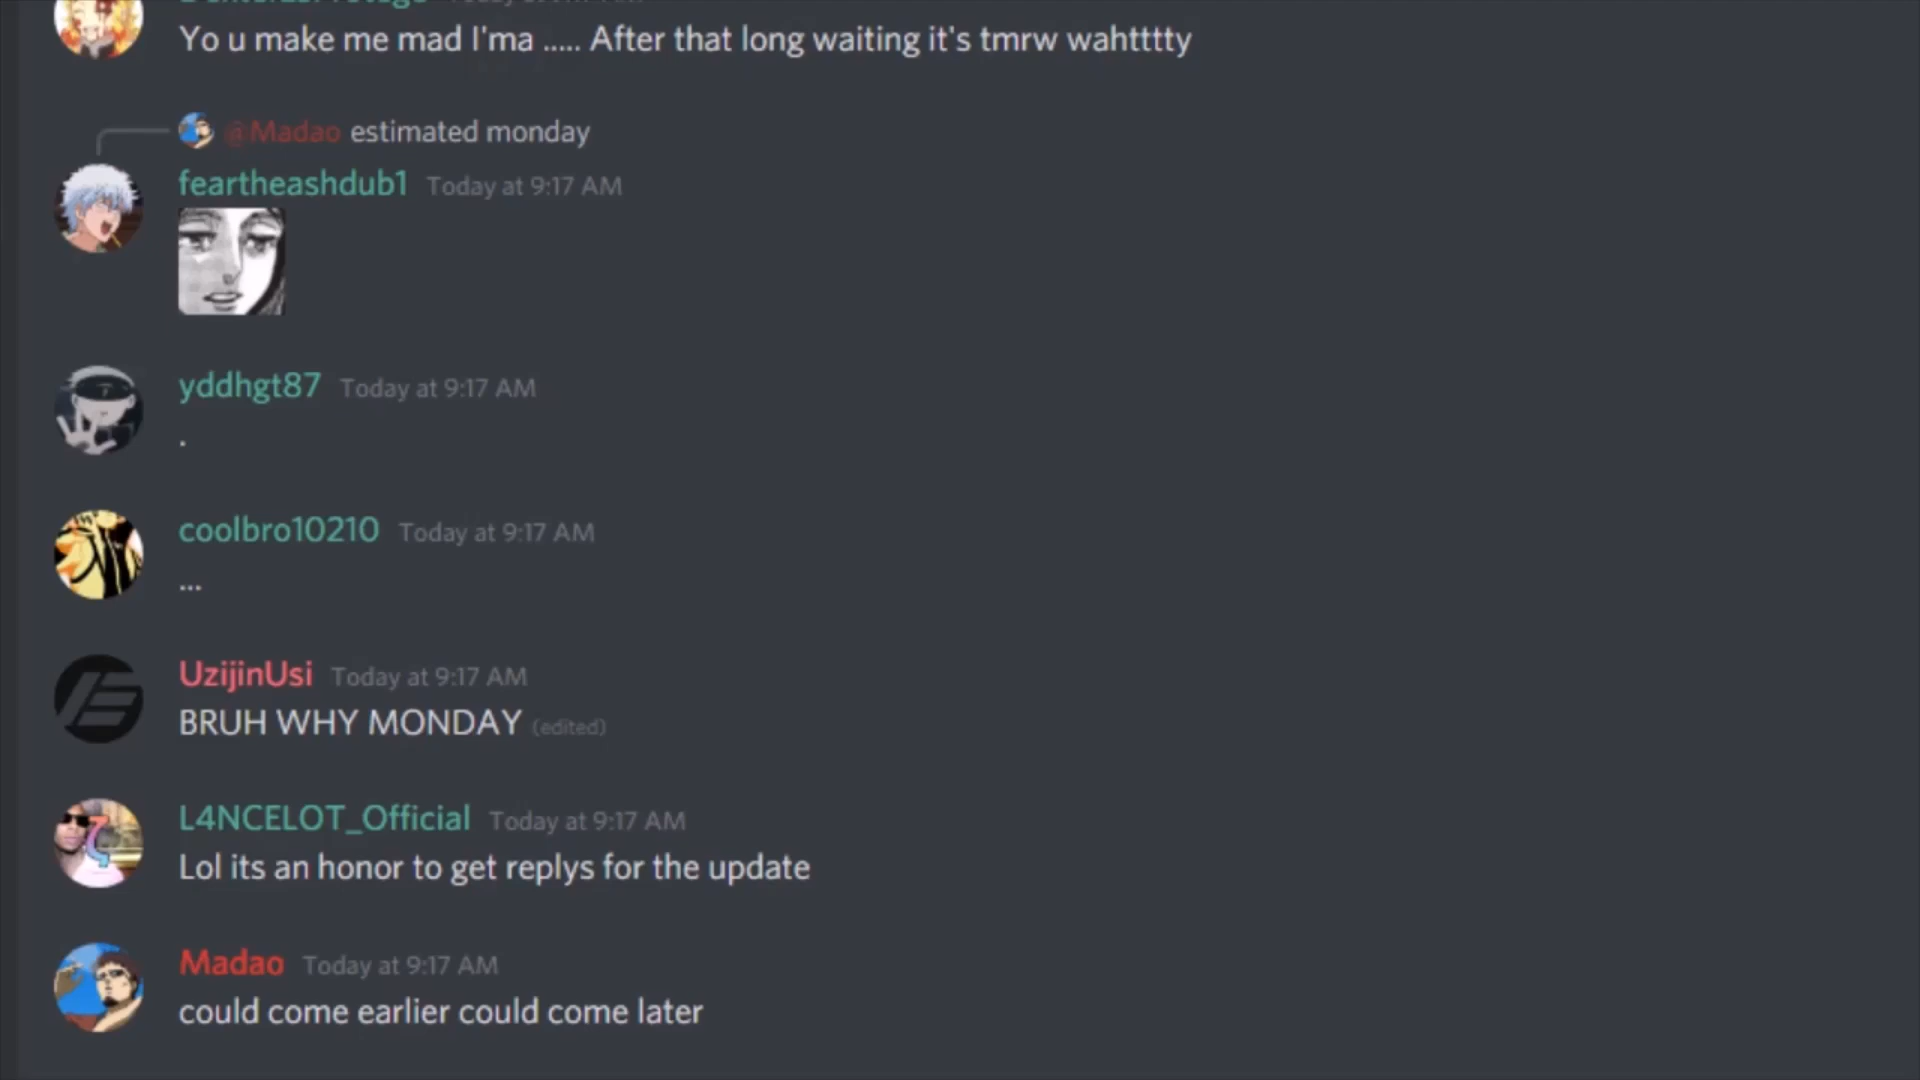 Yo u make me mad I'ma ..... After that long waiting it's tmrw wahtttty
@Madao estimated monday
feartheashdub1 Today at 9:17 AM
yddhgt87 Today at 9:17 AM
.
coolbro10210 Today at 9:17 AM
...
UzijinUsi Today at 9:17 AM
BRUH WHY MONDAY (edited)
L4NCELOT_Official Today at 9:17 AM
Lol its an honor to get replys for the update
Madao Today at 9:17 AM
could come earlier could come later